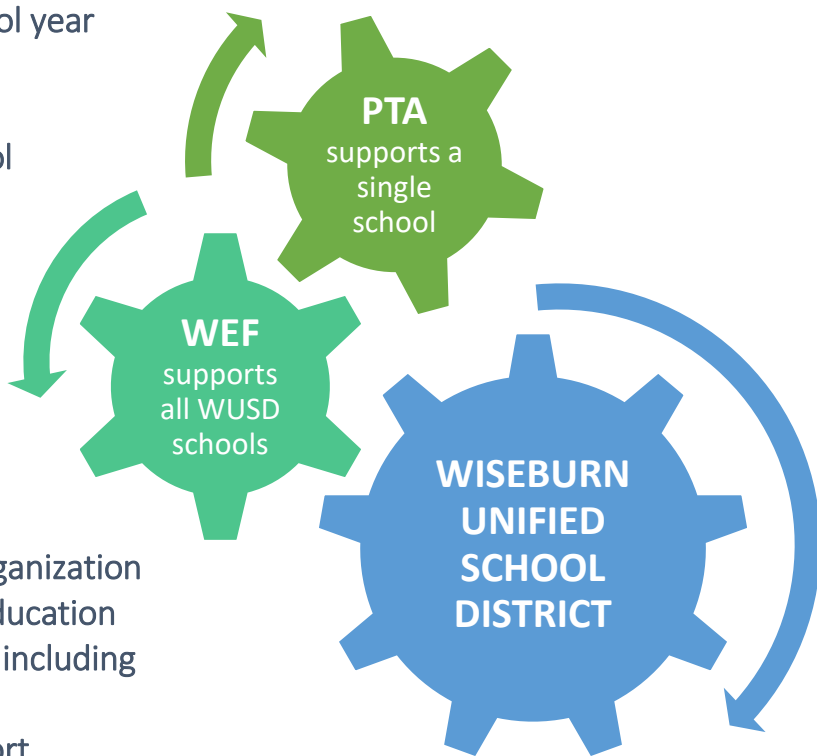 ol year
ol
PTA
supports a
single
school
WEF
supports
all WUSD
schools
WISEBURN
UNIFIED
SCHOOL
DISTRICT
ganization
ducation
including
ort